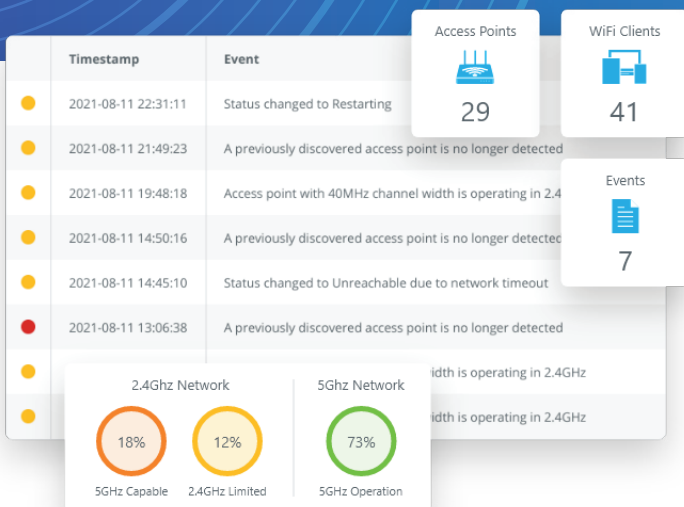 Access Points
29
WiFi Clients
41
Events
7
Timestamp Event
2021-08-11 22:31:11 Status changed to Restarting
2021-08-11 21:49:23 A previously discovered access point is no longer detected
2021-08-11 19:48:18 Access point with 40MHz channel width is operating in 2.4
2021-08-11 14:50:16 A previously discovered access point is no longer detected
2021-08-11 14:45:10 Status changed to Unreachable due to network timeout
2021-08-11 13:06:38 A previously discovered access point is no longer detected
is operating in 2.4GHz
is operating in 2.4GHz
2.4Ghz Network
18%
5GHz Capable
12%
2.4GHz Limited
5Ghz Network
73%
5GHz Operation